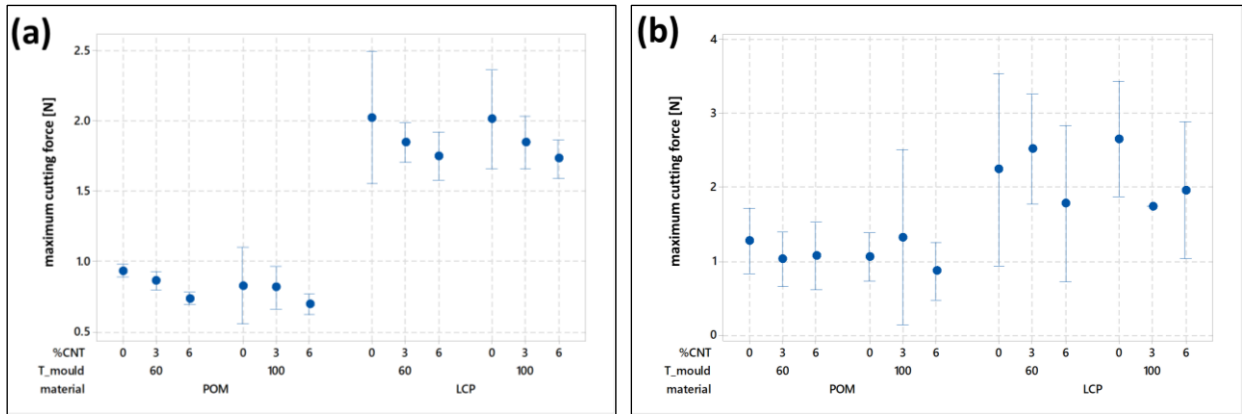 (a)
maximum cutting force [N]
2.5
2.0
1.5
1.0
0.5
%CNT 0 3 6 0 3 6 0 3 6 0 3 6
T_mould 60 100 60 100
material POM LCP
(b)
maximum cutting force [N]
4
3
2
1
0
%CNT 0 3 6 0 3 6 0 3 6 0 3 6
T_mould 60 100 60 100
material POM LCP